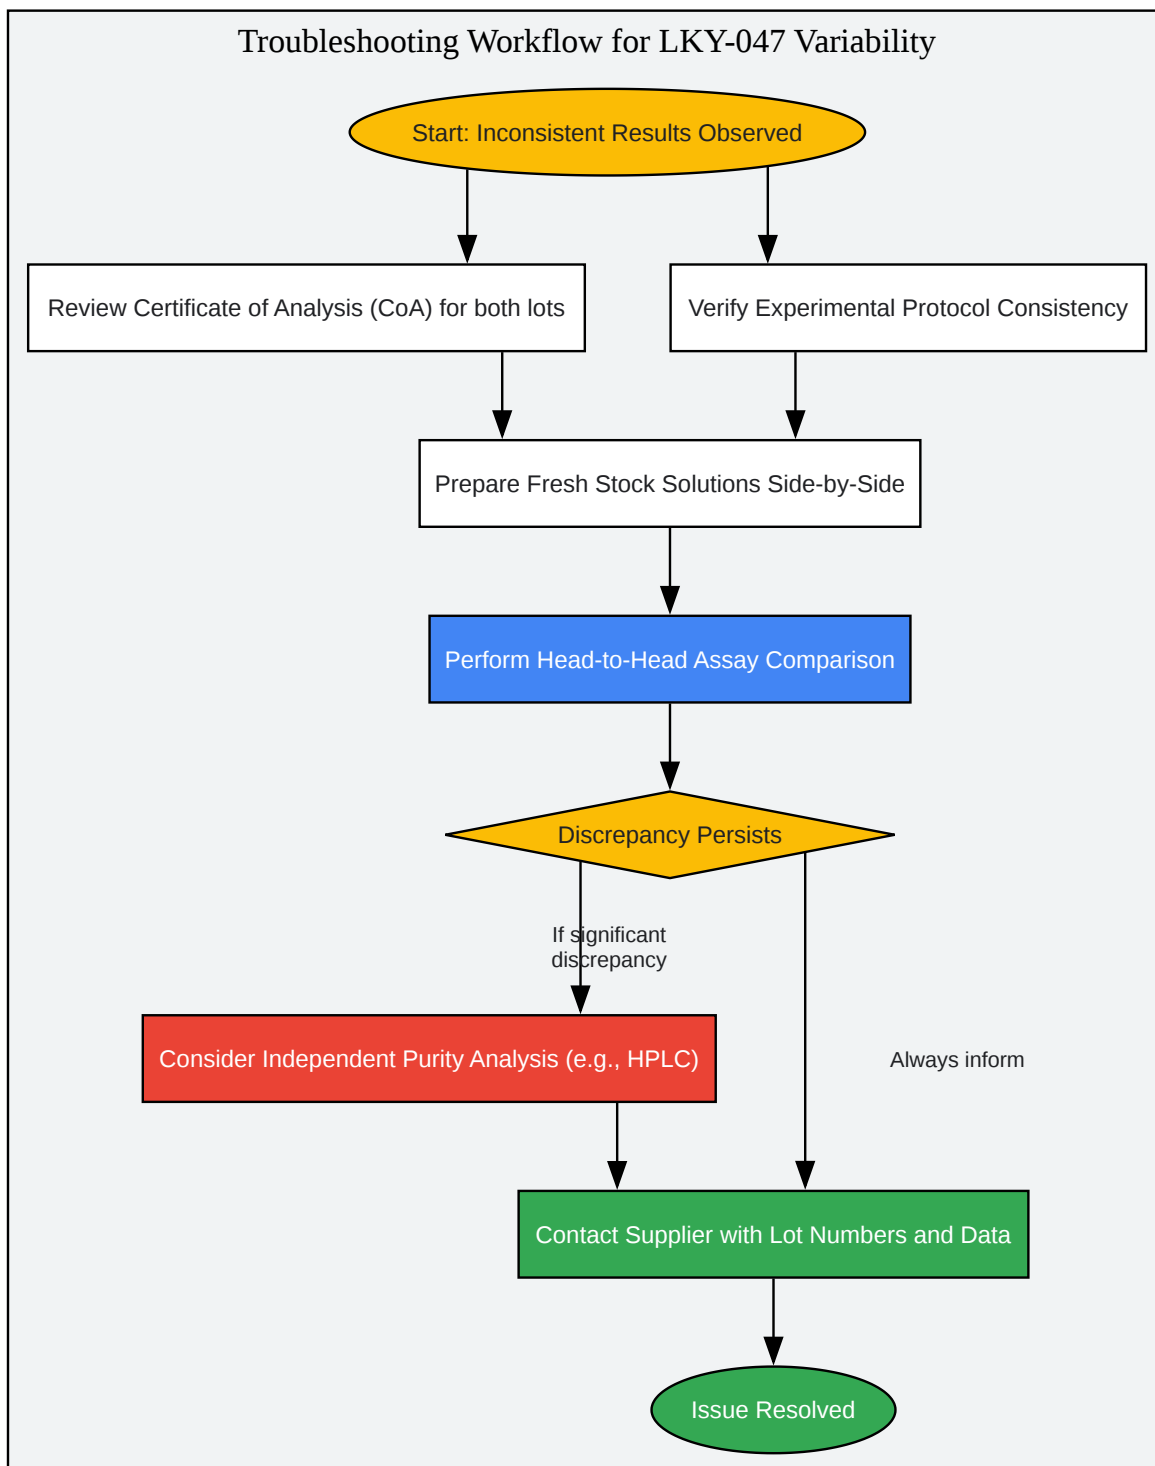 Troubleshooting Workflow for LKY-047 Variability
Start: Inconsistent Results Observed
Review Certificate of Analysis (CoA) for both lots
Verify Experimental Protocol Consistency
Prepare Fresh Stock Solutions Side-by-Side
Perform Head-to-Head Assay Comparison
Discrepancy Persists
If significant
discrepancy
Consider Independent Purity Analysis (e.g., HPLC)
Always inform
Contact Supplier with Lot Numbers and Data
Issue Resolved